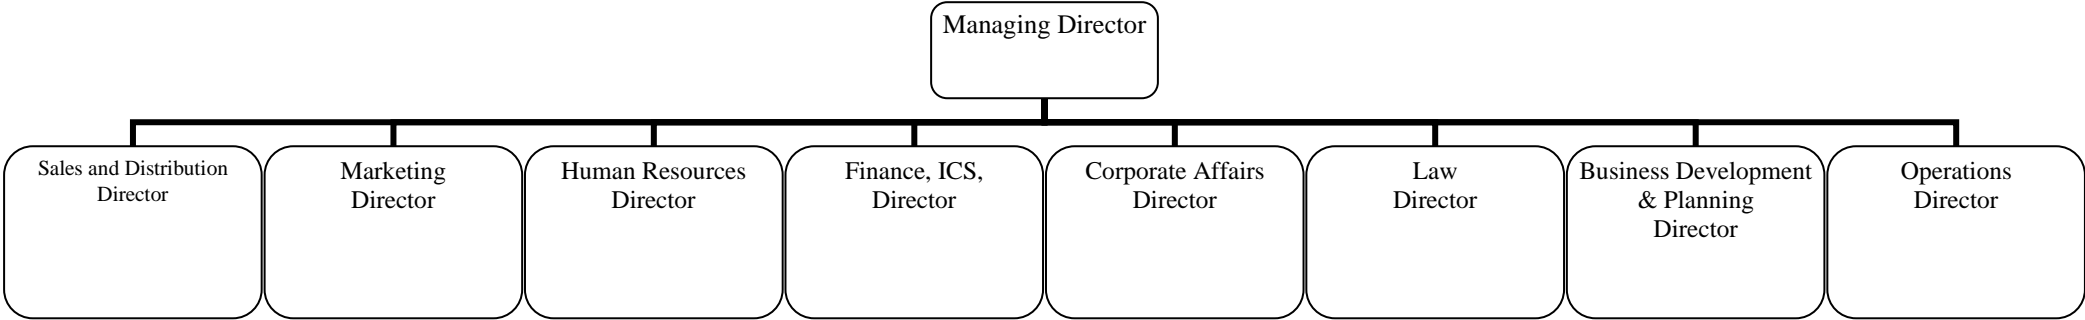 Managing Director
Sales and Distribution
Director
Marketing
Director
Human Resources
Director
Finance, ICS,
Director
Corporate Affairs
Director
Law
Director
Business Development
& Planning
Director
Operations
Director